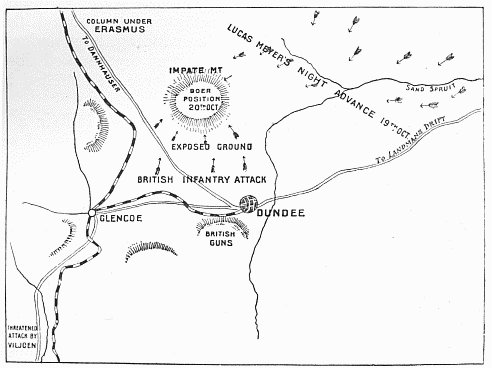 COLUMN UNDER
ERASMUS
TO DANNHAUSER
LUCAS MEYER'S NIGHT ADVANCE 19TH OCT
IMPATE MT
BOER
POSITION
20TH OCT
SAND SPRUIT
EXPOSED GROUND
TO LANDMANS DRIFT
BRITISH INFANTRY ATTACK
GLENCOE
DUNDEE
BRITISH
GUNS
THREATENED
ATTACK BY
VILJOEN